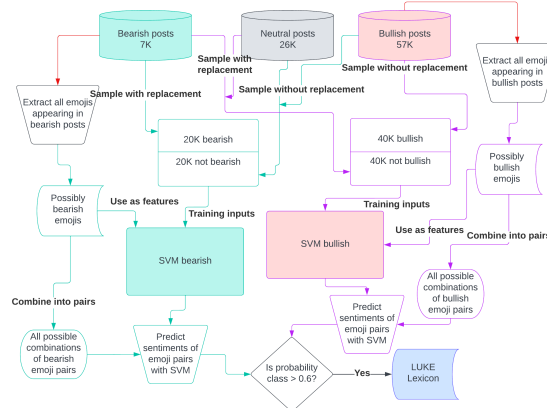 Bearish posts
7K
Neutral posts
26K
Bullish posts
57K
Sample with
replacement
Sample without replacement
Extract all emojis
appearing in
bearish posts
Sample with replacement
Sample without replacement
Extract all emojis
appearing in
bullish posts
20K bearish
20K not bearish
40K bullish
40K not bullish
Possibly
bearish
emojis
Use as features
Training inputs
Training inputs
Possibly
bullish
emojis
Use as features
Combine into pairs
SVM bearish
SVM bullish
Combine into pairs
All possible
combinations
of bullish
emoji pairs
All possible
combinations
of bearish
emoji pairs
Predict
sentiments of
emoji pairs
with SVM
Predict
sentiments of
emoji pairs
with SVM
Is probability
class > 0.6?
Yes
LUKE
Lexicon